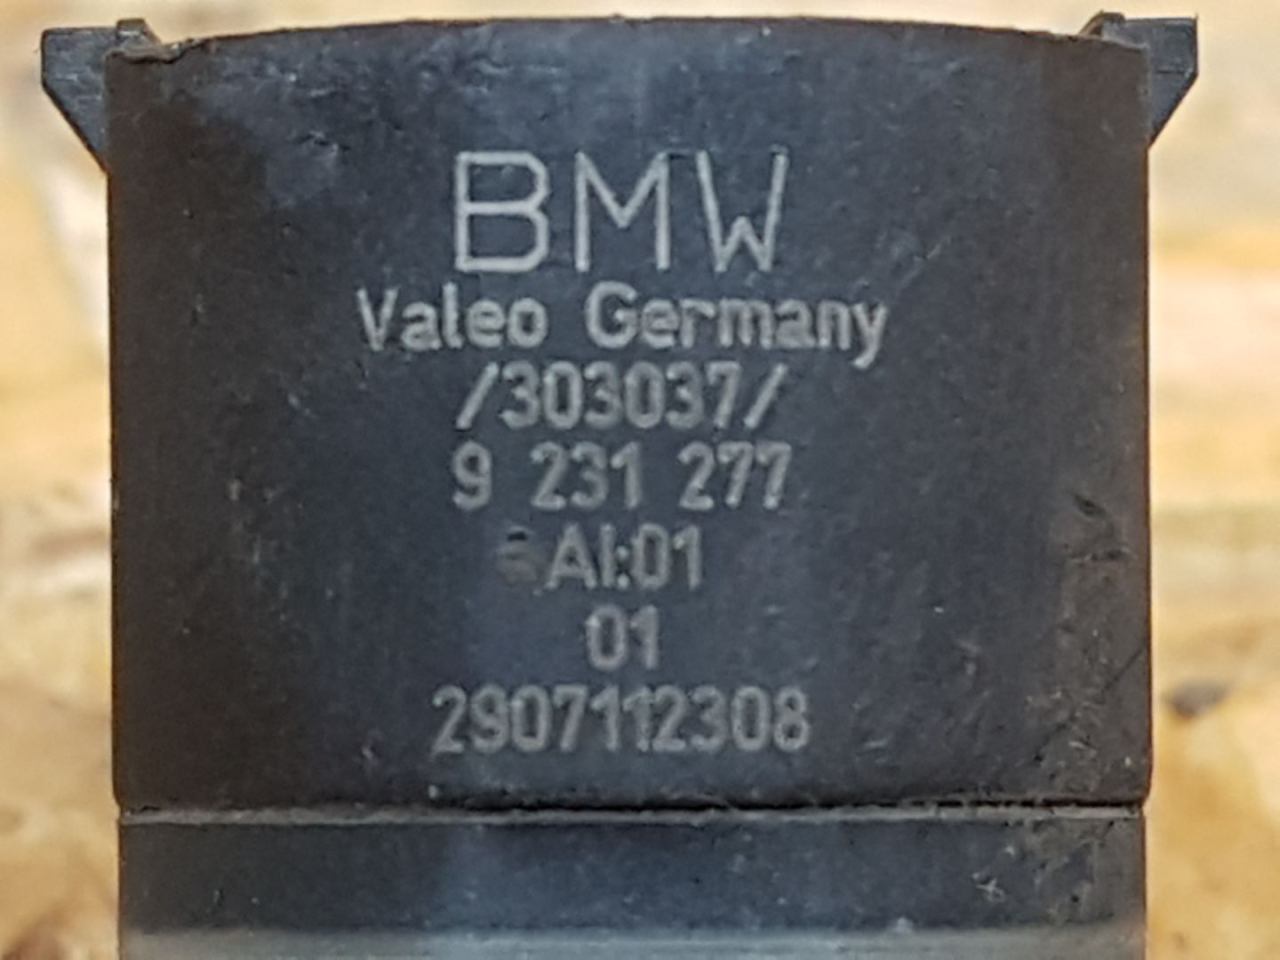 BMW
Valeo Germany
/303037/
9 231 277
AI:01
01
2907112308